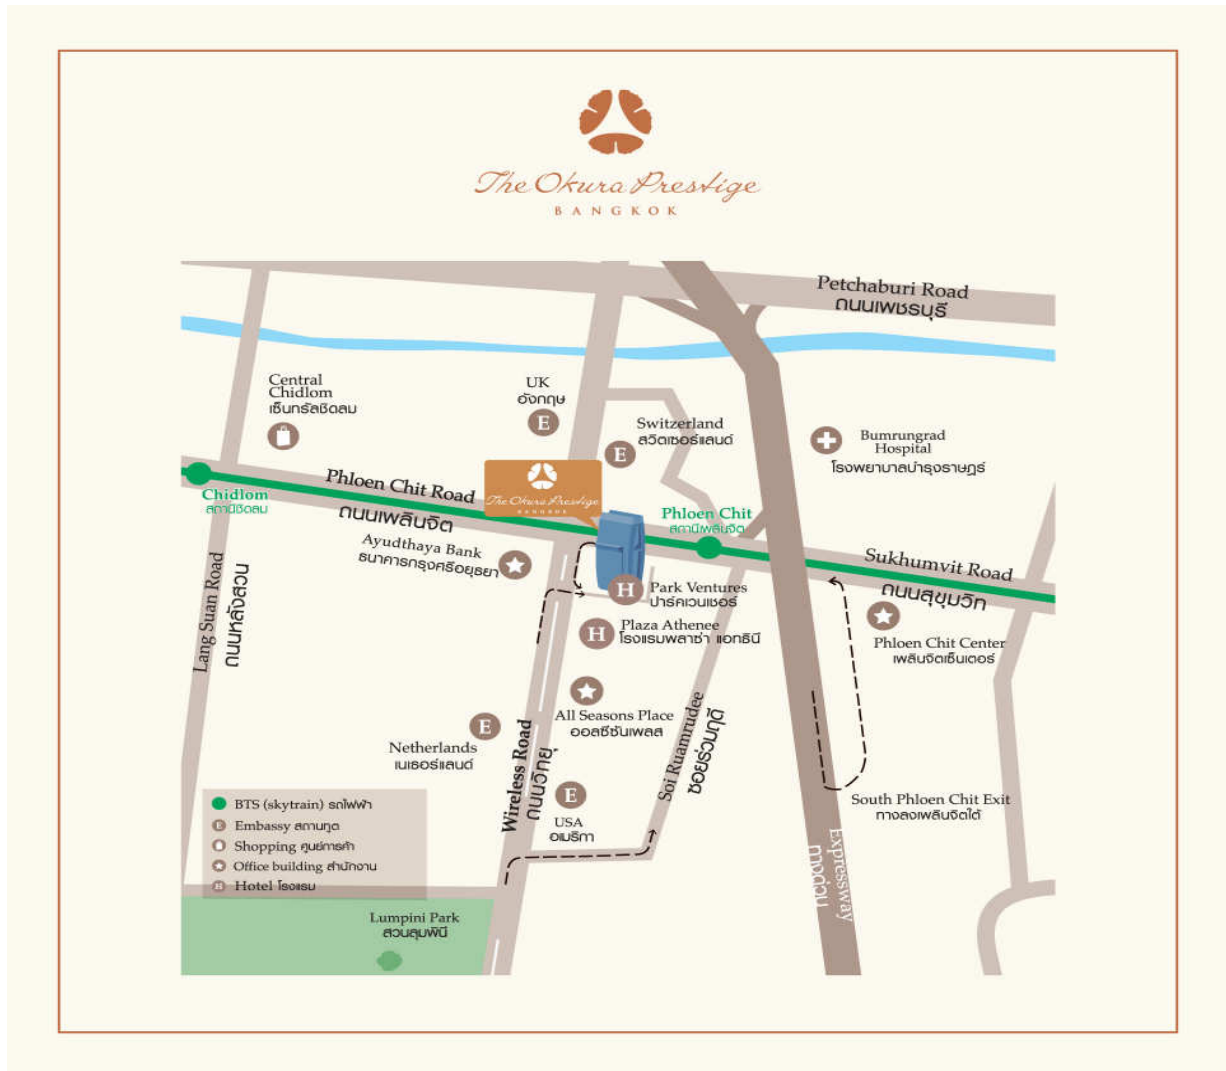 The Okura Prestige
BANGKOK
Petchaburi Road
ถนนเพชรบุรี
Central
Chidlom
เซ็นทรัลชิดลม
UK
อังกฤษ
E
Switzerland
สวิตเซอร์แลนด์
E
Bumrungrad
Hospital
โรงพยาบาลบำรุงราษฎร์
Chidlom
สถานีชิดลม
Phloen Chit Road
ถนนเพลินจิต
The Okura Prestige
BANGKOK
Phloen Chit
สถานีเพลินจิต
Ayudthaya Bank
ธนาคารกรุงศรีอยุธยา
Sukhumvit Road
ถนนสุขุมวิท
H
Park Ventures
ปาร์คเวนเชอร์
H
Plaza Athenee
โรงแรมพลาซ่า แอทธินี
Phloen Chit Center
เพลินจิตเซ็นเตอร์
Lang Suan Road
ถนนหลังสวน
All Seasons Place
ออลซีซันเพลส
E
Netherlands
เนเธอร์แลนด์
Wireless Road
ถนนวิทยุ
Soi Ruamrudee
ซอยร่วมฤดี
E
USA
อเมริกา
South Phloen Chit Exit
ทางลงเพลินจิตใต้
Expressway
ทางด่วน
BTS (skytrain) รถไฟฟ้า
E Embassy สถานทูต
Shopping ศูนย์การค้า
Office building สำนักงาน
H Hotel โรงแรม
Lumpini Park
สวนลุมพินี